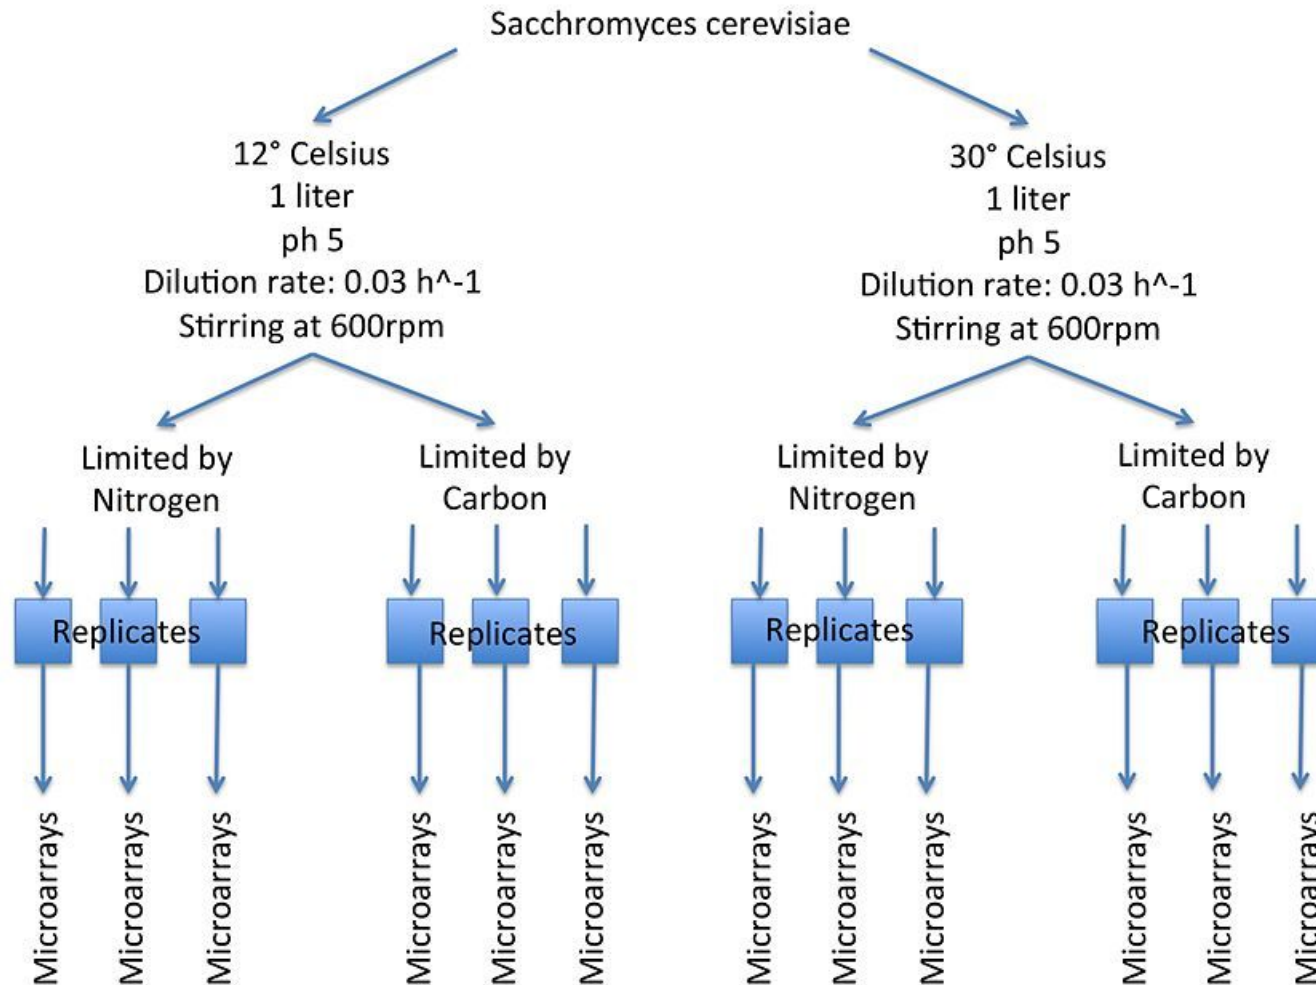 Sacchromyces cerevisiae
12° Celsius
1 liter
ph 5
Dilution rate: 0.03 h^-1
Stirring at 600rpm
30° Celsius
1 liter
ph 5
Dilution rate: 0.03 h^-1
Stirring at 600rpm
Limited by
Nitrogen
Limited by
Carbon
Limited by
Nitrogen
Limited by
Carbon
Replicates
Replicates
Replicates
Replicates
Microarrays
Microarrays
Microarrays
Microarrays
Microarrays
Microarrays
Microarrays
Microarrays
Microarrays
Microarrays
Microarrays
Microarrays